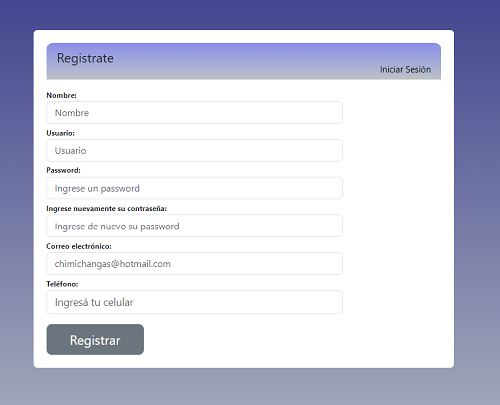 Registrate
Iniciar Sesión
Nombre:
Nombre
Usuario:
Usuario
Password:
Ingrese un password
Ingrese nuevamente su contraseña:
Ingrese de nuevo su password
Correo electrónico:
chimichangas@hotmail.com
Teléfono:
Ingresá tu celular
Registrar